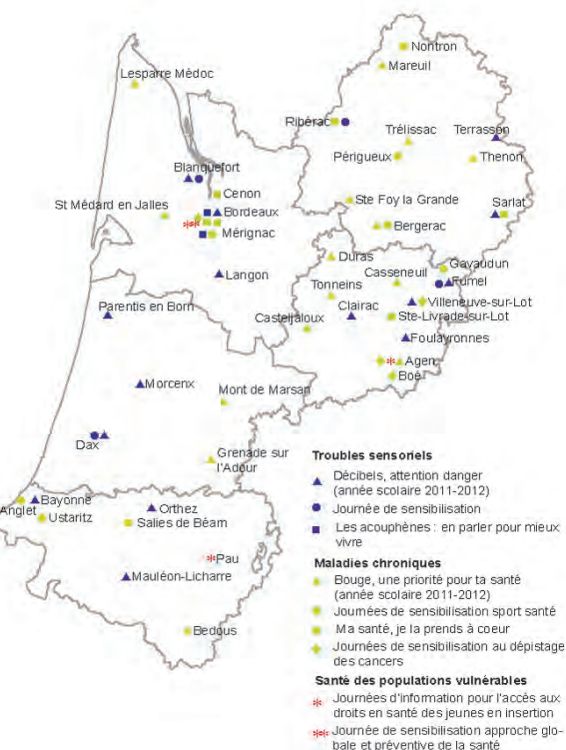 Nontron
Mareuil
Lesparre Médoc
Ribérac
Trélissac
Terrasson
Périgueux
Thenon
Blanquefort
Cenon
Ste Foy la Grande
St Médard en Jalles
Bordeaux
Sarlat
Mérignac
Bergerac
Duras
Gavaudun
Langon
Casseneuil
Fumel
Tonneins
Villeneuve-sur-Lot
Parentis en Born
Clairac
Ste-Livrade-sur-Lot
Casteljaloux
Foulayronnes
Agen
Boé
Morcenx
Mont de Marsan
Dax
Grenade sur
l'Adour
Anglet
Bayonne
Orthez
Ustaritz
Salies de Béarn
Pau
Mauléon-Licharre
Bedous
Troubles sensoriels
Décibels, attention danger
(année scolaire 2011-2012)
Journée de sensibilisation
Les acouphènes : en parler pour mieux
vivre
Maladies chroniques
Bouge, une priorité pour ta santé
(année scolaire 2011-2012)
Journées de sensibilisation sport santé
Ma santé, je la prends à coeur
Journées de sensibilisation au dépistage
des cancers
Santé des populations vulnérables
Journées d'information pour l'accès aux
droits en santé des jeunes en insertion
Journée de sensibilisation approche glo-
bale et préventive de la santé